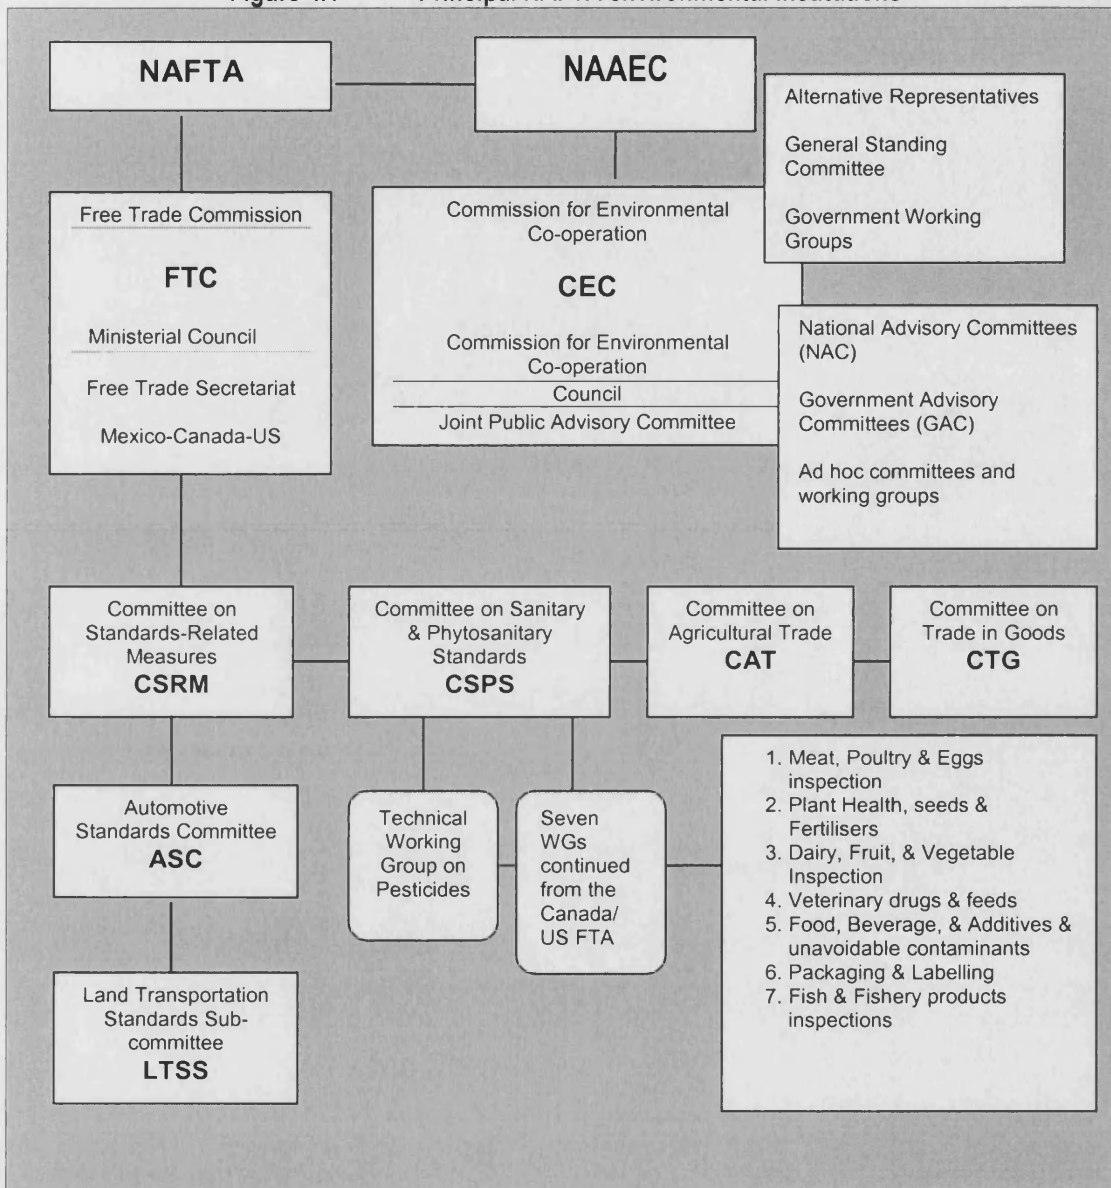 NAFTA
NAAEC
Alternative Representatives
General Standing
Committee
Government Working
Groups
Free Trade Commission
FTC
Ministerial Council
Free Trade Secretariat
Mexico-Canada-US
Commission for Environmental
Co-operation
CEC
Commission for Environmental
Co-operation
Council
Joint Public Advisory Committee
National Advisory Committees
(NAC)
Government Advisory
Committees (GAC)
Ad hoc committees and
working groups
Committee on
Standards-Related
Measures
CSRM
Committee on Sanitary
& Phytosanitary
Standards
CSPS
Committee on
Agricultural Trade
CAT
Committee on
Trade in Goods
CTG
Automotive
Standards Committee
ASC
Technical
Working
Group on
Pesticides
Seven
WGs
continued
from the
Canada/
US FTA
1. Meat, Poultry & Eggs
inspection
2. Plant Health, seeds &
Fertilisers
3. Dairy, Fruit, & Vegetable
Inspection
4. Veterinary drugs & feeds
5. Food, Beverage, & Additives &
unavoidable contaminants
6. Packaging & Labelling
7. Fish & Fishery products
inspections
Land Transportation
Standards Sub-
committee
LTSS